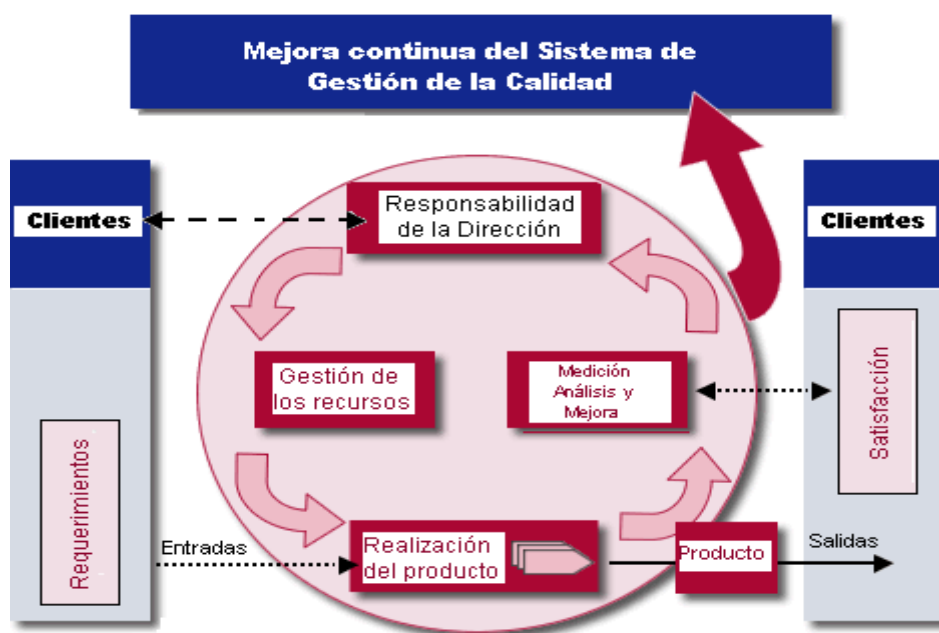 Mejora continua del Sistema de
Gestión de la Calidad
Clientes
Responsabilidad
de la Dirección
Clientes
Gestión de
los recursos
Medición
Análisis y
Mejora
Satisfacción
Requerimientos
Entradas
Realización
del producto
Producto
Salidas